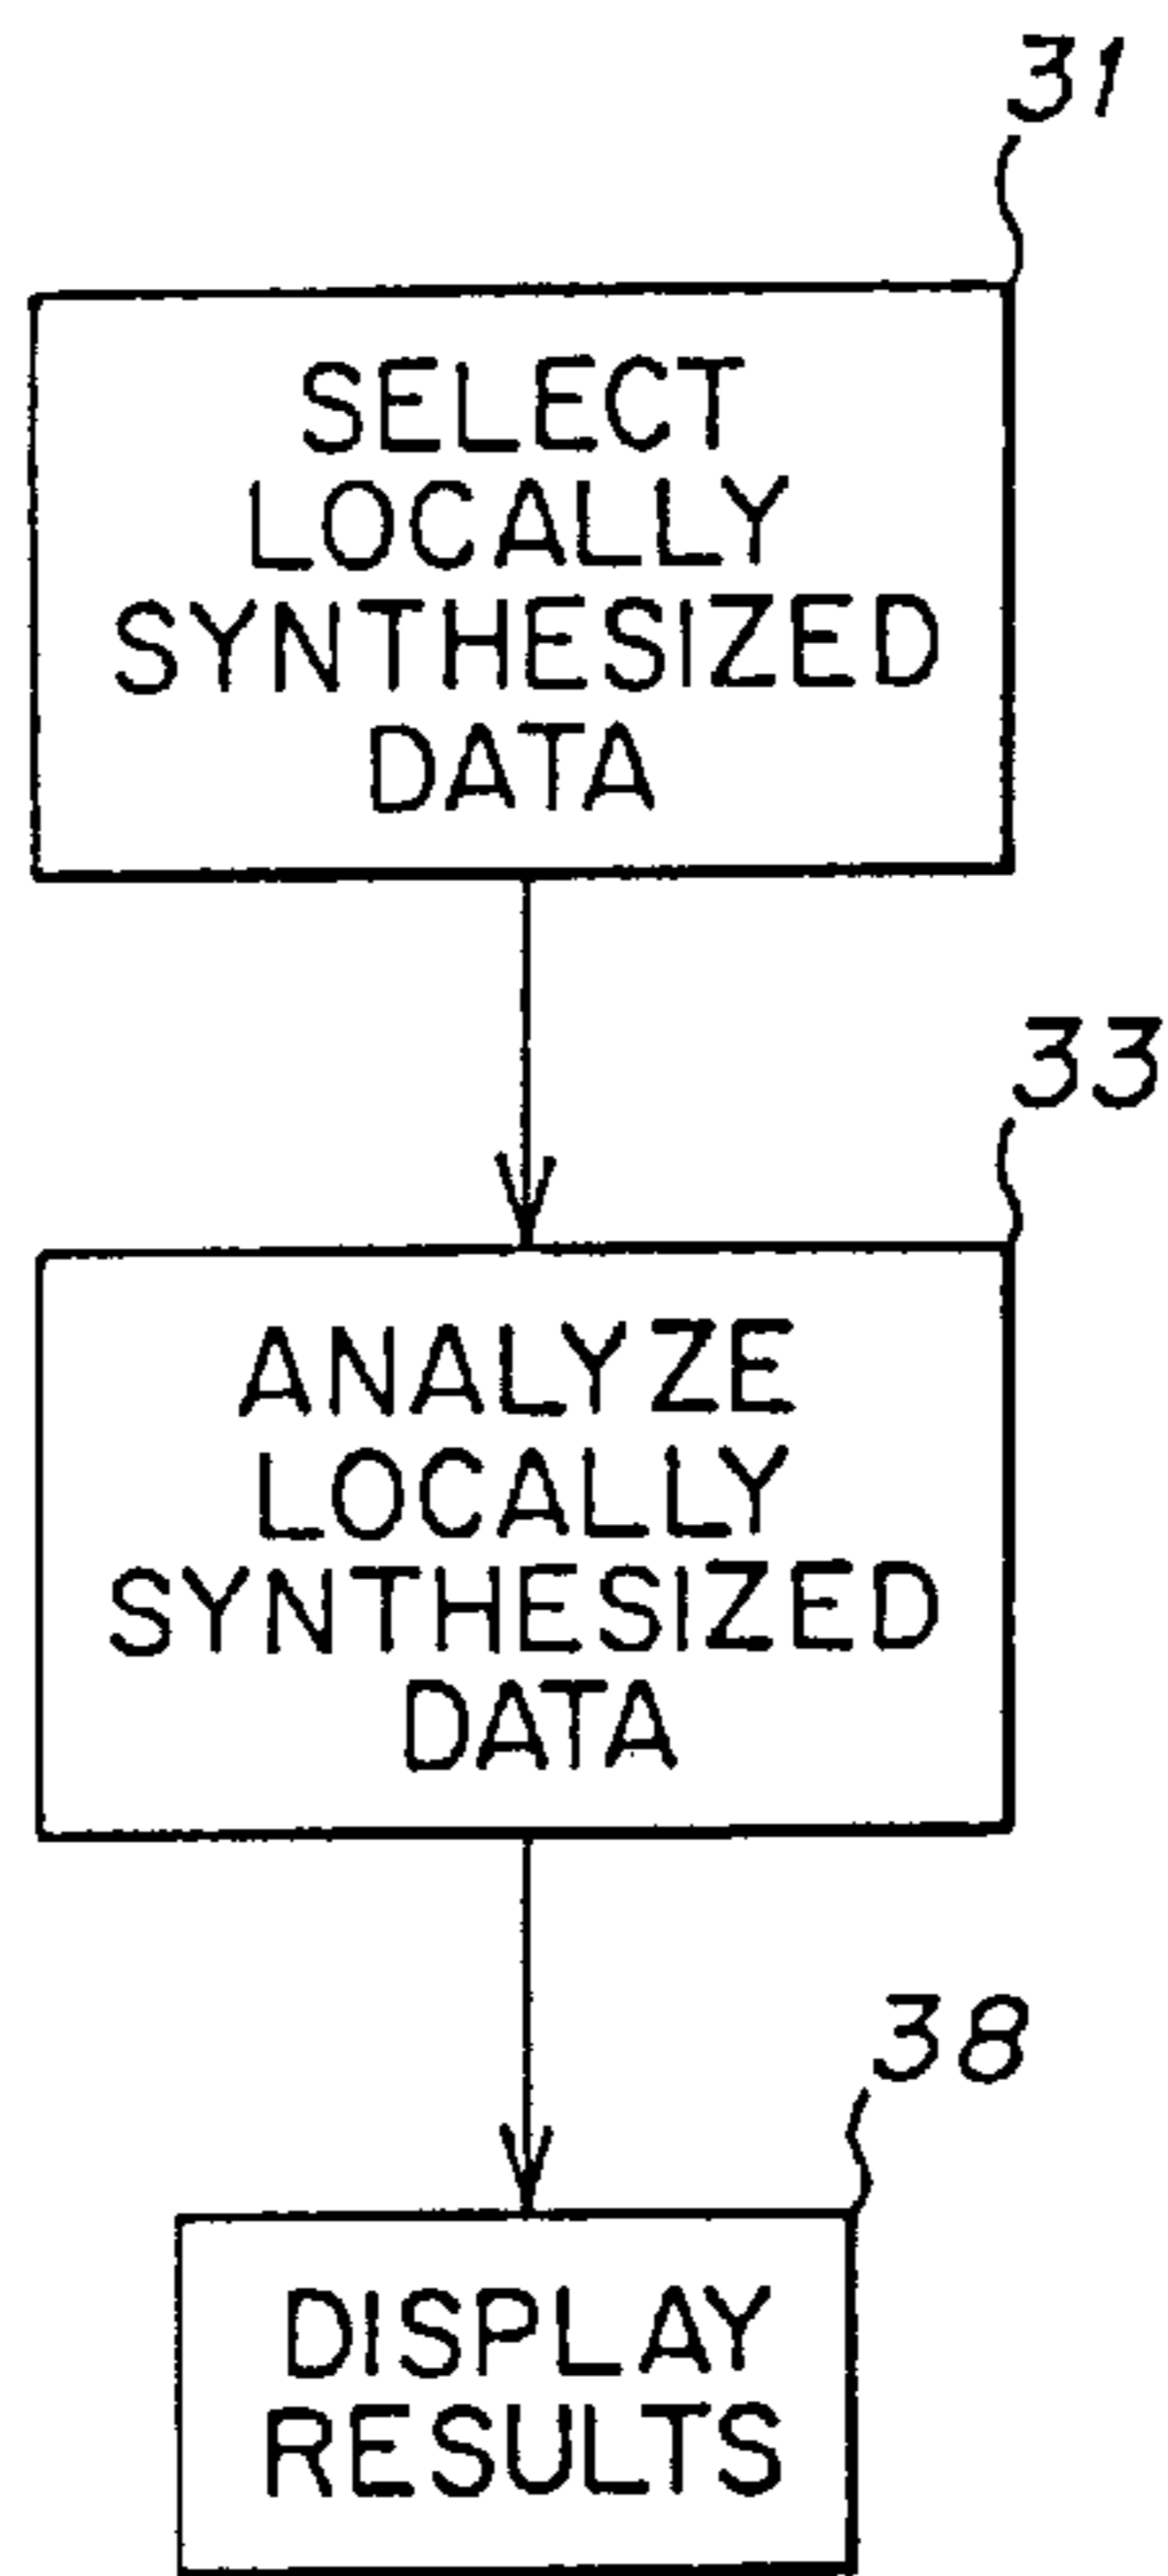 31
SELECT
LOCALLY
SYNTHESIZED
DATA
33
ANALYZE
LOCALLY
SYNTHESIZED
DATA
38
DISPLAY
RESULTS